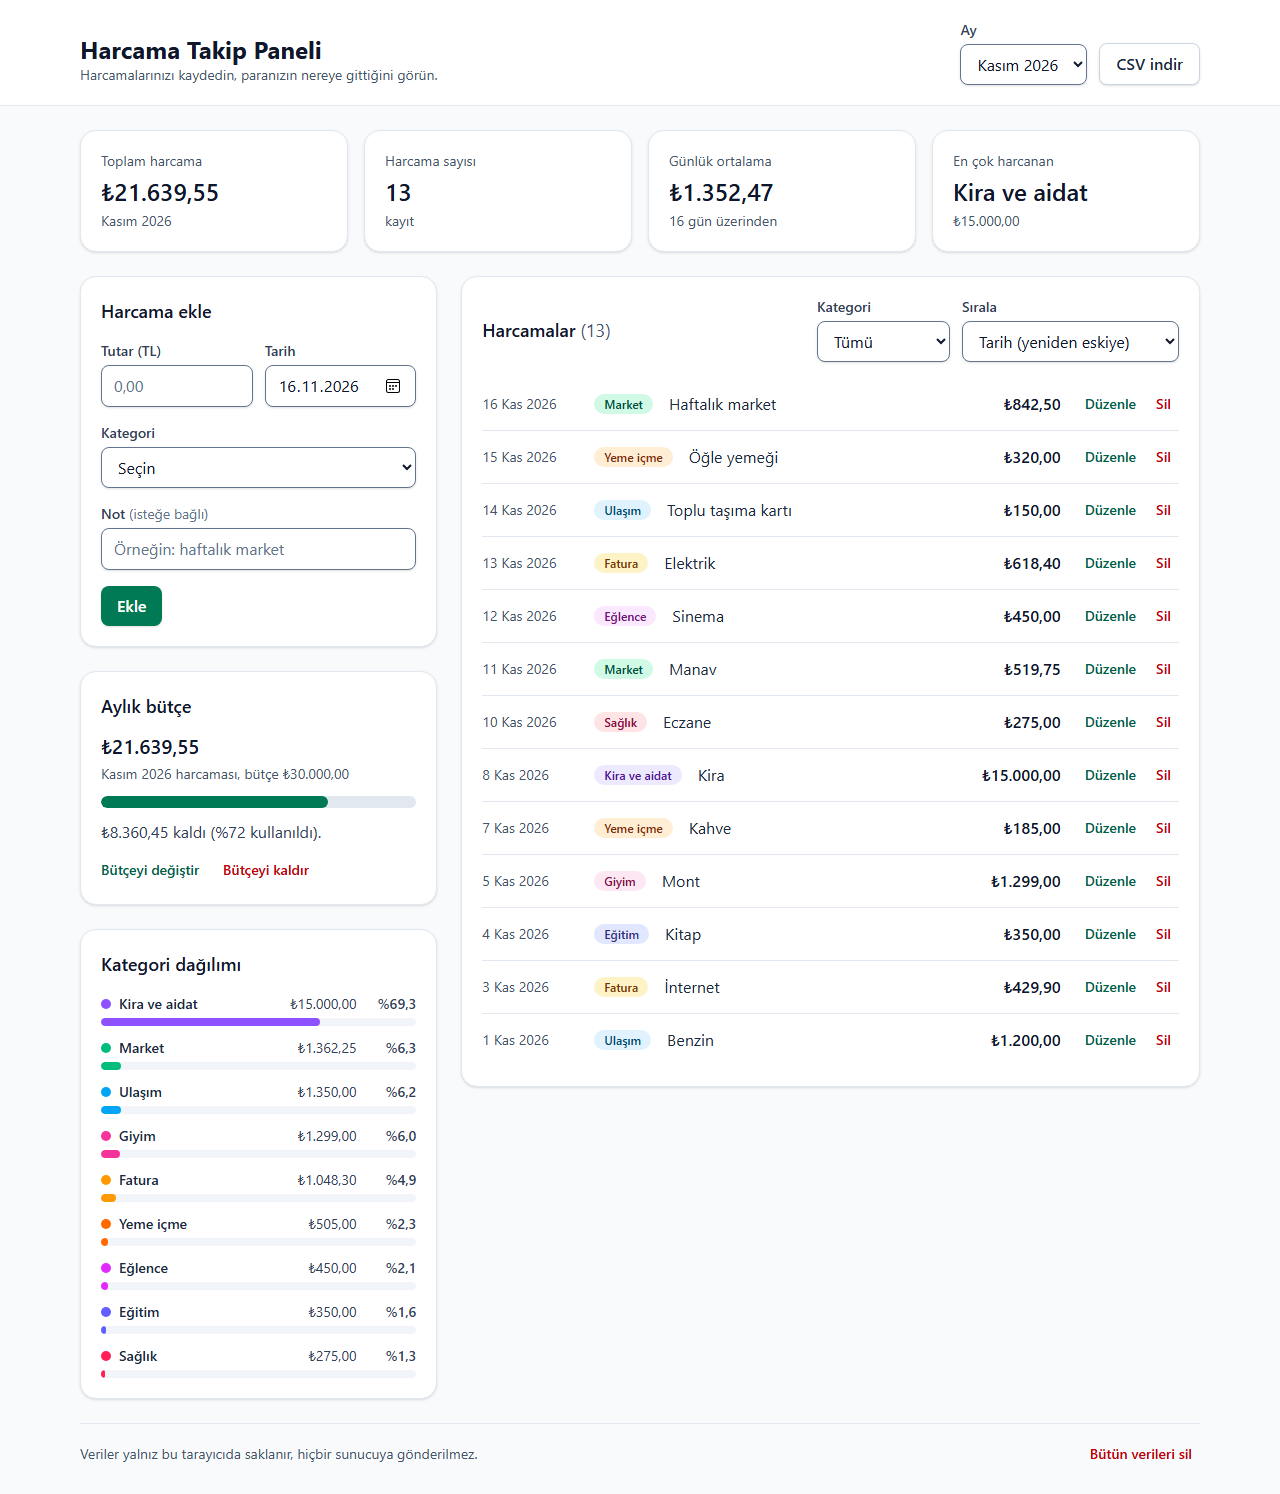 Harcama Takip Paneli
Harcamalarınızı kaydedin, paranızın nereye gittiğini görün.
Ay
Kasım 2026
CSV indir
Toplam harcama
₺21.639,55
Kasım 2026
Harcama sayısı
13
kayıt
Günlük ortalama
₺1.352,47
16 gün üzerinden
En çok harcanan
Kira ve aidat
₺15.000,00
Harcama ekle
Tutar (TL)
0,00
Tarih
16.11.2026
Kategori
Seçin
Not (isteğe bağlı)
Örneğin: haftalık market
Ekle
Aylık bütçe
₺21.639,55
Kasım 2026 harcaması, bütçe ₺30.000,00
₺8.360,45 kaldı (%72 kullanıldı).
Bütçeyi değiştir Bütçeyi kaldır
Kategori dağılımı
Kira ve aidat ₺15.000,00 %69,3
Market ₺1.362,25 %6,3
Ulaşım ₺1.350,00 %6,2
Giyim ₺1.299,00 %6,0
Fatura ₺1.048,30 %4,9
Yeme içme ₺505,00 %2,3
Eğlence ₺450,00 %2,1
Eğitim ₺350,00 %1,6
Sağlık ₺275,00 %1,3
Harcamalar (13)
Kategori
Tümü
Sırala
Tarih (yeniden eskiye)
16 Kas 2026 Market Haftalık market ₺842,50 Düzenle Sil
15 Kas 2026 Yeme içme Öğle yemeği ₺320,00 Düzenle Sil
14 Kas 2026 Ulaşım Toplu taşıma kartı ₺150,00 Düzenle Sil
13 Kas 2026 Fatura Elektrik ₺618,40 Düzenle Sil
12 Kas 2026 Eğlence Sinema ₺450,00 Düzenle Sil
11 Kas 2026 Market Manav ₺519,75 Düzenle Sil
10 Kas 2026 Sağlık Eczane ₺275,00 Düzenle Sil
8 Kas 2026 Kira ve aidat Kira ₺15.000,00 Düzenle Sil
7 Kas 2026 Yeme içme Kahve ₺185,00 Düzenle Sil
5 Kas 2026 Giyim Mont ₺1.299,00 Düzenle Sil
4 Kas 2026 Eğitim Kitap ₺350,00 Düzenle Sil
3 Kas 2026 Fatura İnternet ₺429,90 Düzenle Sil
1 Kas 2026 Ulaşım Benzin ₺1.200,00 Düzenle Sil
Veriler yalnız bu tarayıcıda saklanır, hiçbir sunucuya gönderilmez.
Bütün verileri sil